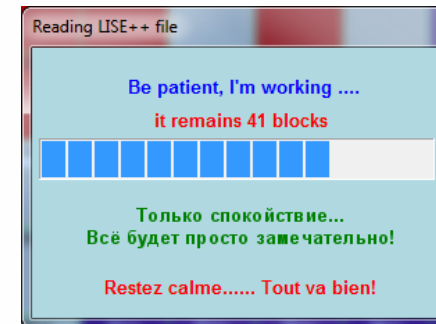 Reading LISE++ file
Be patient, I'm working ....
it remains 41 blocks
Только спокойствие...
Всё будет просто замечательно!
Restez calme...... Tout va bien!